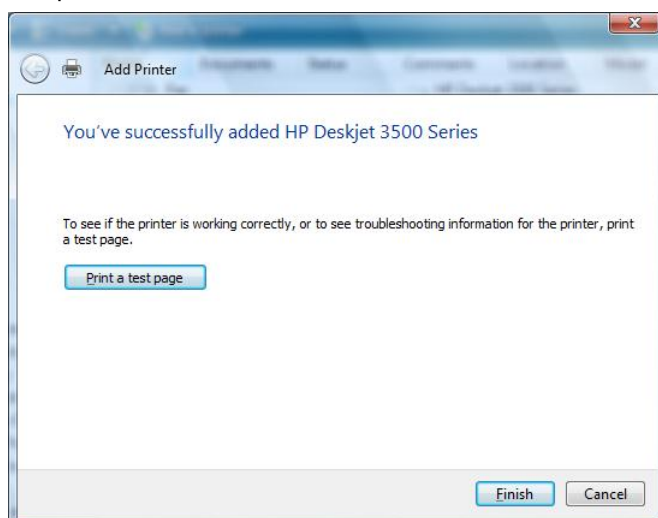 Add Printer
You've successfully added HP Deskjet 3500 Series
To see if the printer is working correctly, or to see troubleshooting information for the printer, print
a test page.
Print a test page
Finish
Cancel